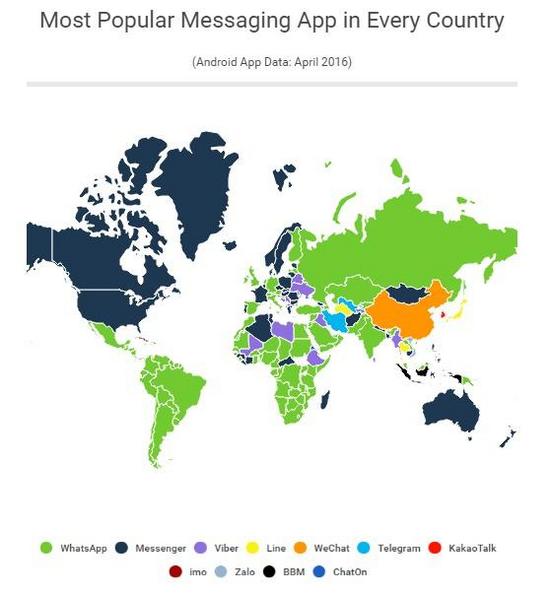 Most Popular Messaging App in Every Country
(Android App Data: April 2016)
WhatsApp Messenger Viber Line WeChat Telegram KakaoTalk
imo Zalo BBM ChatOn